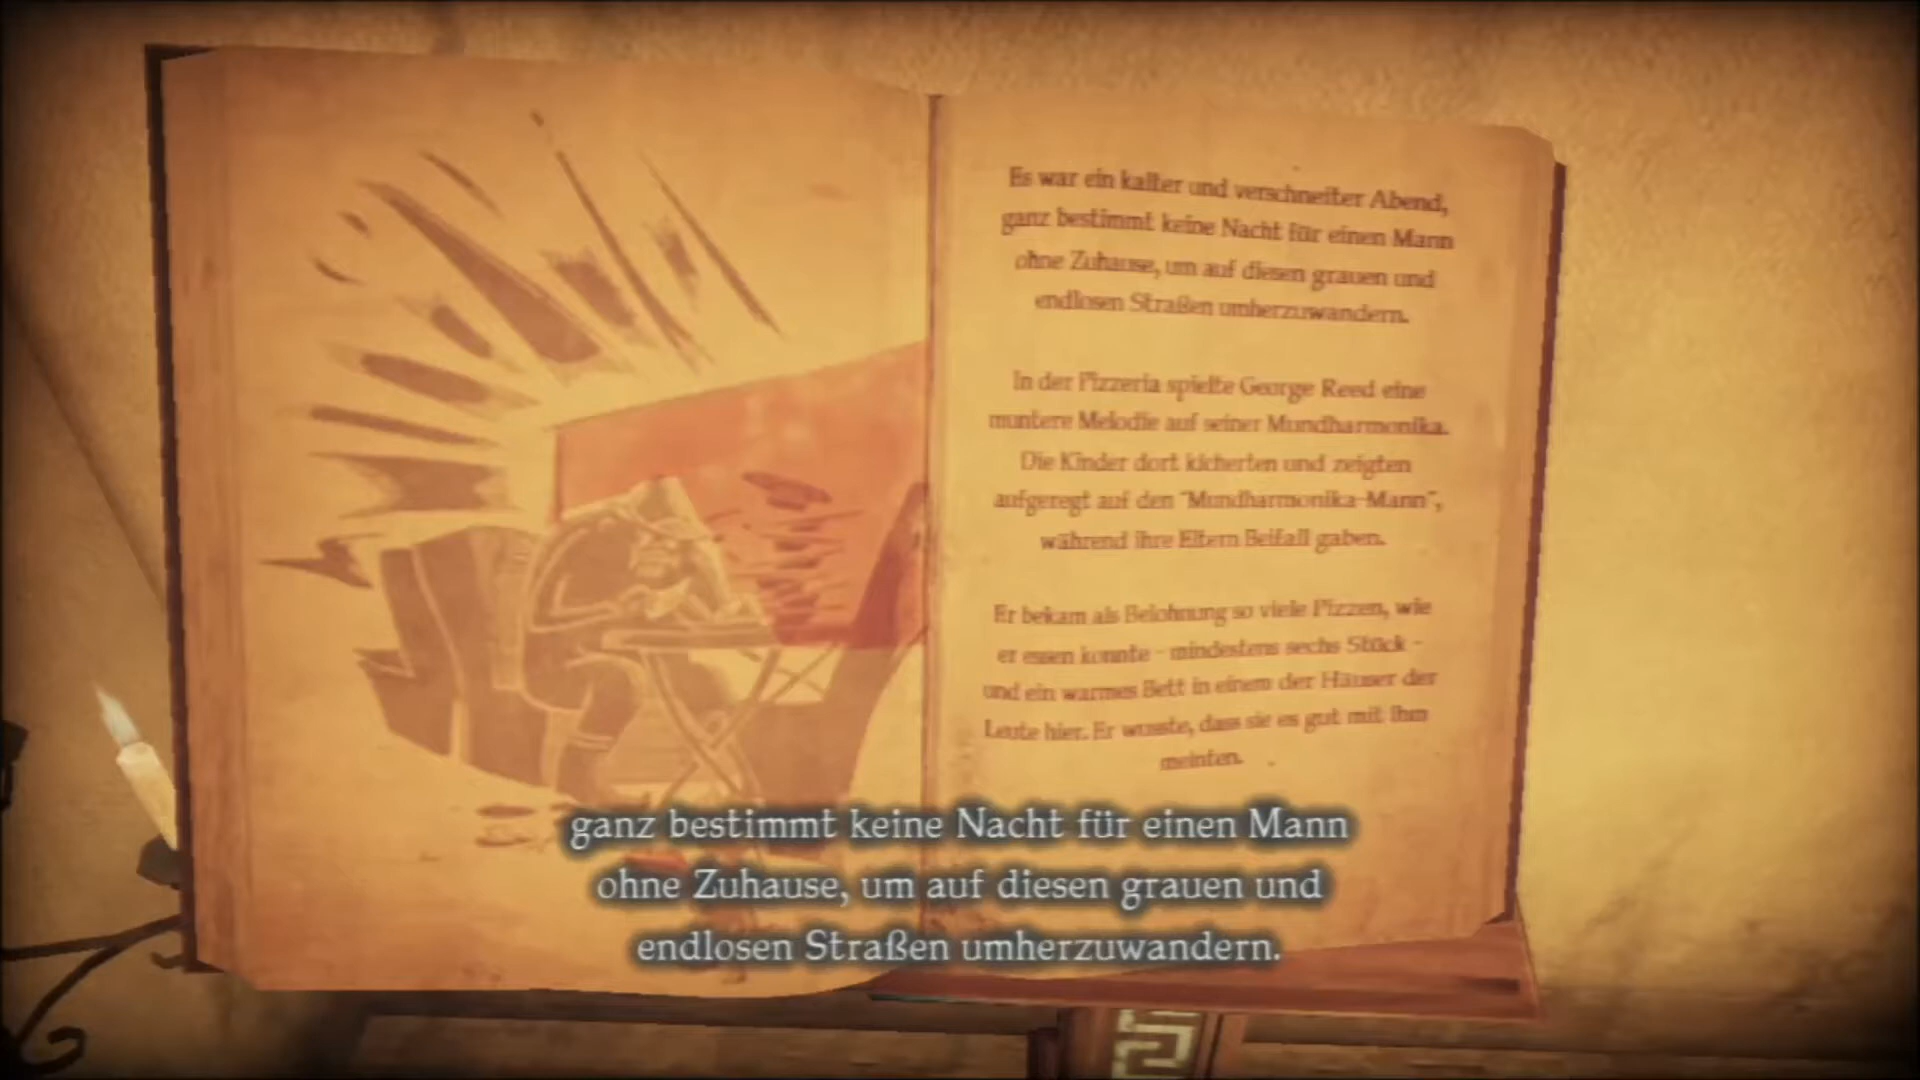 Es war ein kalter und verschneiter Abend,
ganz bestimmt keine Nacht für einen Mann
ohne Zuhause, um auf diesen grauen und
endlosen Straßen umherzuwandern.
In der Pizzeria spielte George Reed eine
muntere Melodie auf seiner Mundharmonika.
Die Kinder dort kicherten und zeigten
aufgeregt auf den "Mundharmonika-Mann",
während ihre Eltern Beifall gaben.
Er bekam als Belohnung so viele Pizzen, wie
er essen konnte - mindestens sechs Stück -
und ein warmes Bett in einem der Häuser der
Leute hier. Er wusste, dass sie es gut mit ihm
meinten.
ganz bestimmt keine Nacht für einen Mann
ohne Zuhause, um auf diesen grauen und
endlosen Straßen umherzuwandern.